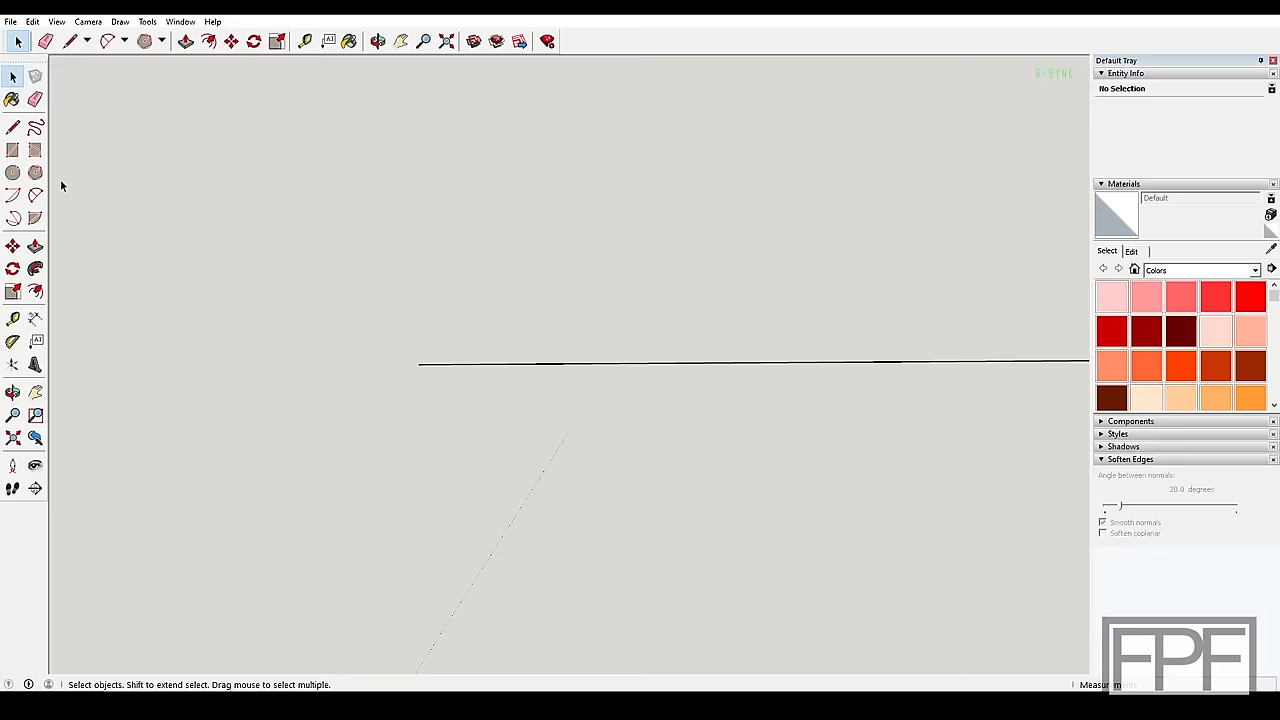 File Edit View Camera Draw Tools Window Help
G-SYNC
Default Tray
Entity Info
No Selection
Materials
Default
Select Edit
Colors
Components
Styles
Shadows
Soften Edges
Angle between normals:
20.0 degrees
Smooth normals
Soften coplanar
FPF
Select objects. Shift to extend select. Drag mouse to select multiple.